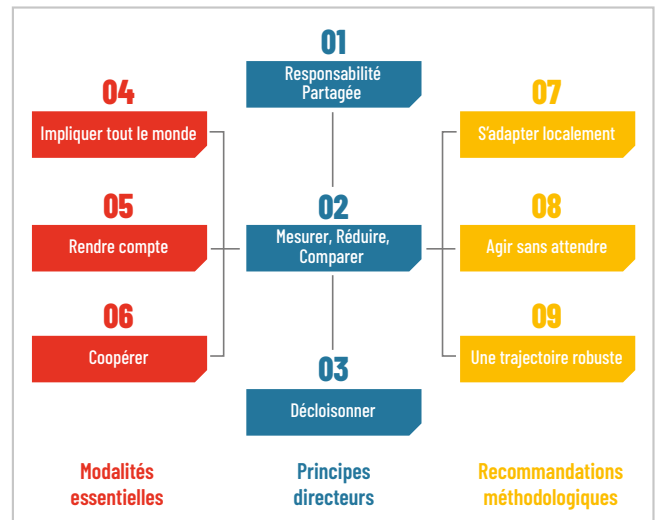 01
Responsabilité
Partagée
04
Impliquer tout le monde
07
S'adapter localement
05
Rendre compte
02
Mesurer, Réduire,
Comparer
08
Agir sans attendre
06
Coopérer
03
Décloisonner
09
Une trajectoire robuste
Modalités
essentielles
Principes
directeurs
Recommandations
méthodologiques